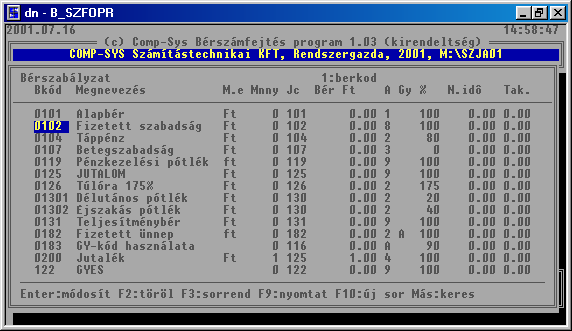 dn - B_SZFOPR
2001.07.16 14:58:47
(c) Comp-Sys Bérszámfejtés program 1.03 (kirendeltség)
COMP-SYS Számítástechnikai KFT, Rendszergazda, 2001, M:\SZJA01
Bérszabályzat 1:berkod
Bkód Megnevezés M.e Mnny Jc Bér Ft A Gy % N.idô Tak.
0101 Alapbér Ft 0 101 0.00 1 100 0.00 0.00
0102 Fizetett szabadság Ft 0 102 0.00 8 100 0.00 0.00
0104 Táppénz Ft 0 104 0.00 2 80 0.00 0.00
0107 Betegszabadság Ft 0 107 0.00 3 0 0.00 0.00
0119 Pénzkezelési pótlék ft 0 119 0.00 9 100 0.00 0.00
0125 JUTALOM Ft 0 125 0.00 9 100 0.00 0.00
0126 Túlóra 175% Ft 0 126 0.00 2 175 0.00 0.00
01301 Délutános pótlék Ft 0 130 0.00 2 20 0.00 0.00
01302 Éjszakás pótlék Ft 0 130 0.00 2 40 0.00 0.00
0131 Teljesítménybér Ft 0 131 0.00 9 100 0.00 0.00
0182 Fizetett ünnep ft 0 182 0.00 2 A 100 0.00 0.00
0183 GY-kód használata 0 116 0.00 A 90 0.00 0.00
0200 Jutalék Ft 1 125 1.00 4 100 0.00 0.00
122 GYES 0 122 0.00 9 100 0.00 0.00
Enter:módosít F2:töröl F3:sorrend F9:nyomtat F10:új sor Más:keres